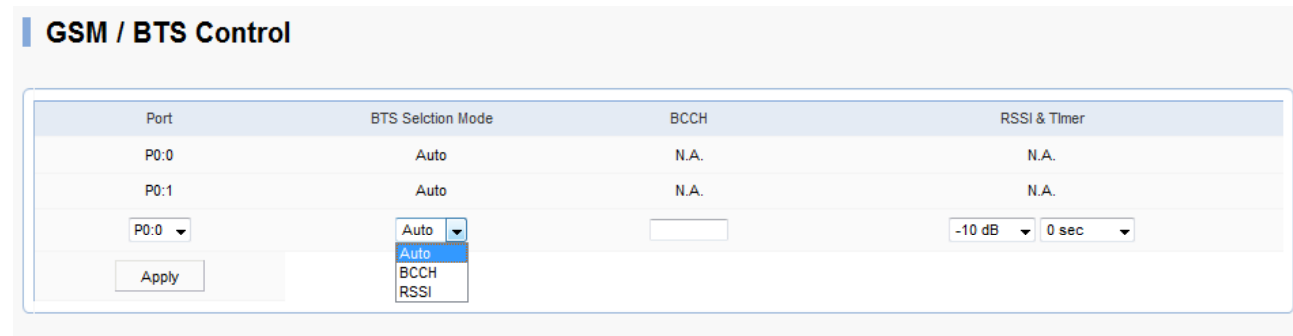 GSM / BTS Control
Port BTS Selction Mode BCCH RSSI & TImer
P0:0 Auto N.A. N.A.
P0:1 Auto N.A. N.A.
P0:0 Auto -10 dB 0 sec
Auto
Apply BCCH
RSSI